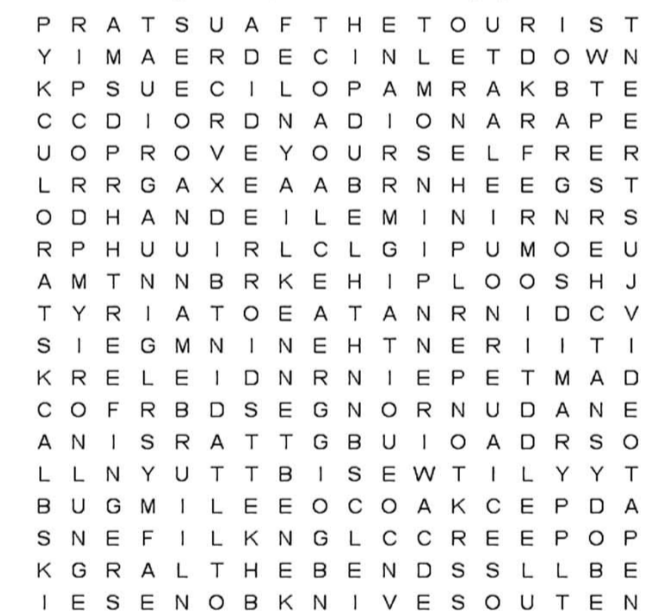 P R A T S U A F T H E T O U R I S T
Y I M A E R D E C I N L E T D O W N
K P S U E C I L O P A M R A K B T E
C C D I O R D N A D I O N A R A P E
U O P R O V E Y O U R S E L F R E R
L R R G A X E A A B R N H E E G S T
O D H A N D E I L E M I N I R N R S
R P H U U I R L C L G I P U M O E U
A M T N N B R K E H I P L O O S H J
T Y R I A T O E A T A N R N I D C V
S I E G M N I N E H T N E R I I T I
K R E L E I D N R N I E P E T M A D
C O F R B D S E G N O R N U D A N E
A N I S R A T T G B U I O A D R S O
L L N Y U T T B I S E W T I L Y Y T
B U G M I L E E O C O A K C E P D A
S N E F I L K N G L C C R E E P O P
K G R A L T H E B E N D S S L L B E
I E S E N O B K N I V E S O U T E N